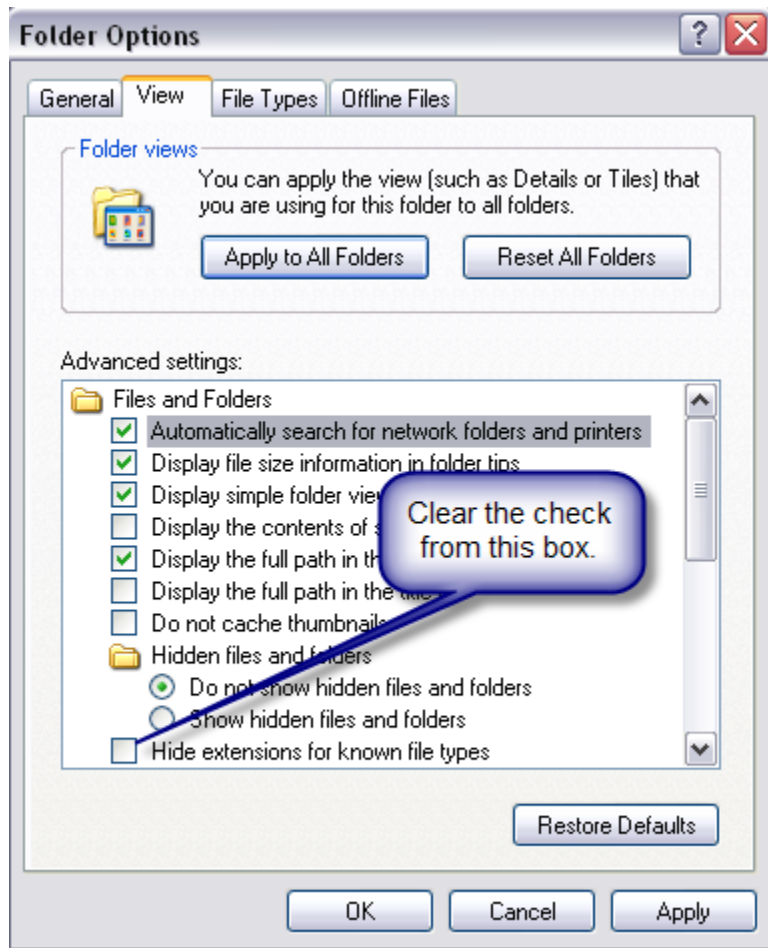 Folder Options
General View File Types Offline Files
Folder views
You can apply the view (such as Details or Tiles) that
you are using for this folder to all folders.
Apply to All Folders Reset All Folders
Advanced settings:
Files and Folders
Automatically search for network folders and printers
Display file size information in folder tips
Display simple folder
Display the contents of
Display the full path in
Display the full path in the
Do not cache thumbnails
Hidden files and folders
Do not show hidden files and folders
Show hidden files and folders
Hide extensions for known file types
Clear the check
from this box.
Restore Defaults
OK Cancel Apply